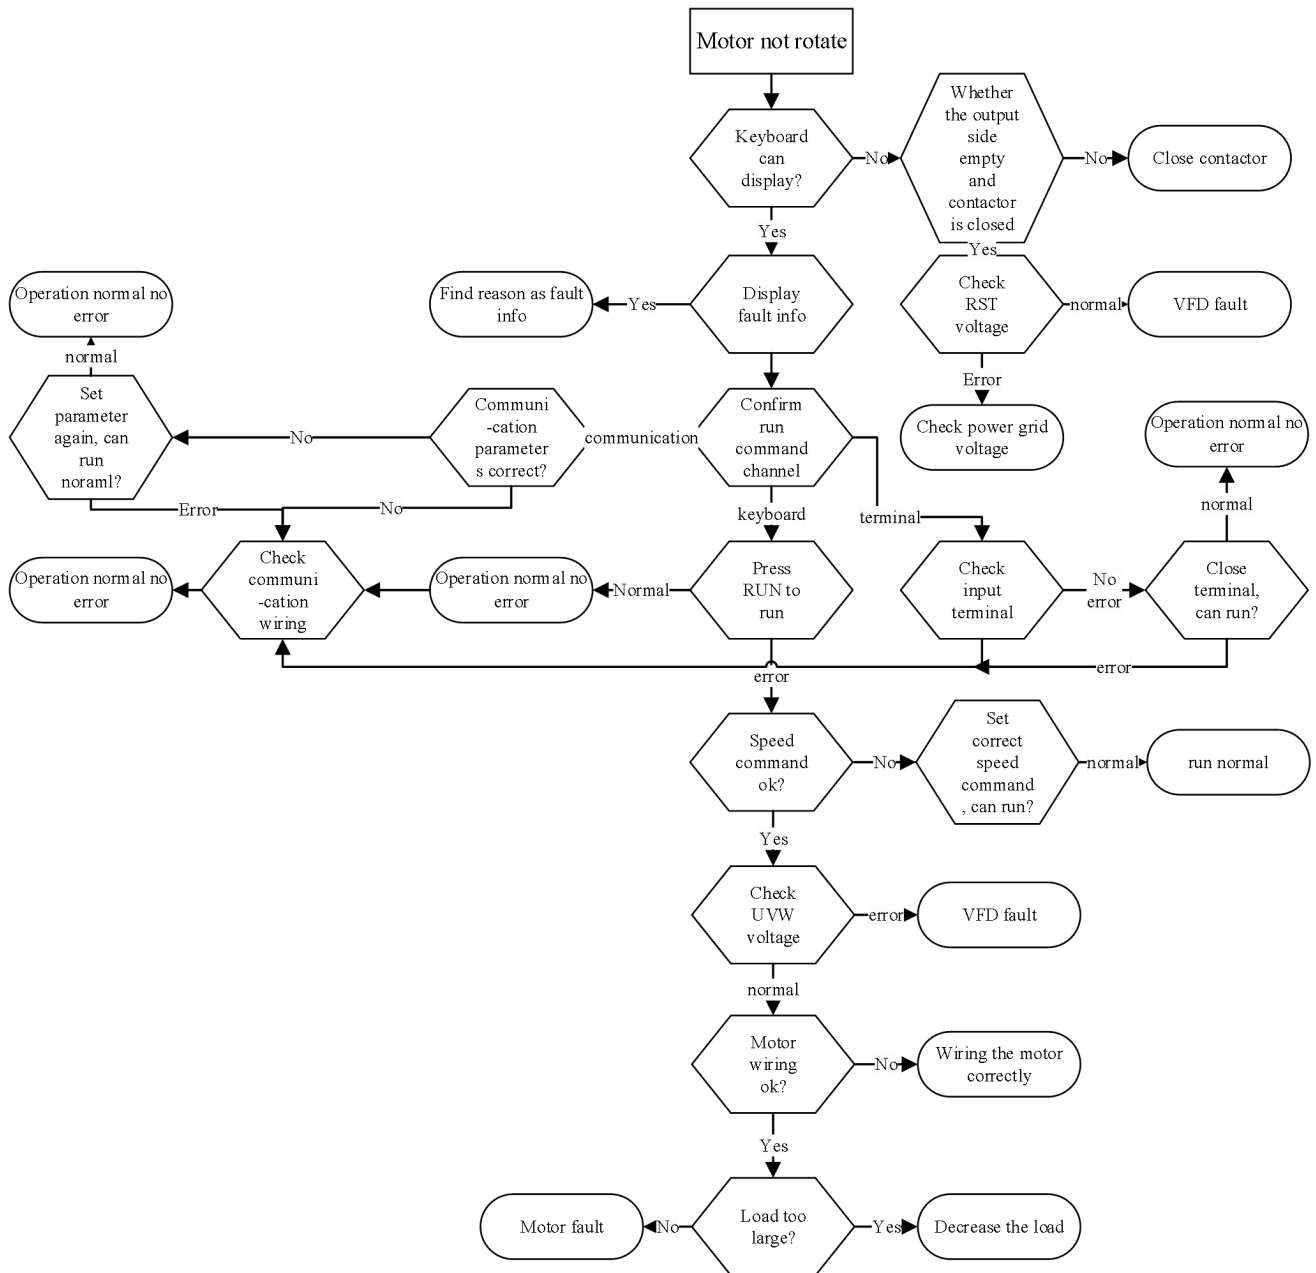 Motor not rotate
Keyboard
can
display?
No
Whether
the output
side
empty
and
contactor
is closed
No
Close contactor
Yes
Yes
Operation normal no
error
Find reason as fault
info
Yes
Display
fault info
Check
RST
voltage
normal
VFD fault
normal
Error
Set
parameter
again, can
run
noraml?
No
Communi
-cation
parameter
s correct?
communication
Confirm
run
command
channel
Check power grid
voltage
Operation normal no
error
Error
No
keyboard
terminal
normal
Operation normal no
error
Check
communi
-cation
wiring
Operation normal no
error
Normal
Press
RUN to
run
Check
input
terminal
No
error
Close
terminal,
can run?
error
error
Speed
command
ok?
No
Set
correct
speed
command
, can run?
normal
run normal
Yes
Check
UVW
voltage
error
VFD fault
normal
Motor
wiring
ok?
No
Wiring the motor
correctly
Yes
Motor fault
No
Load too
large?
Yes
Decrease the load